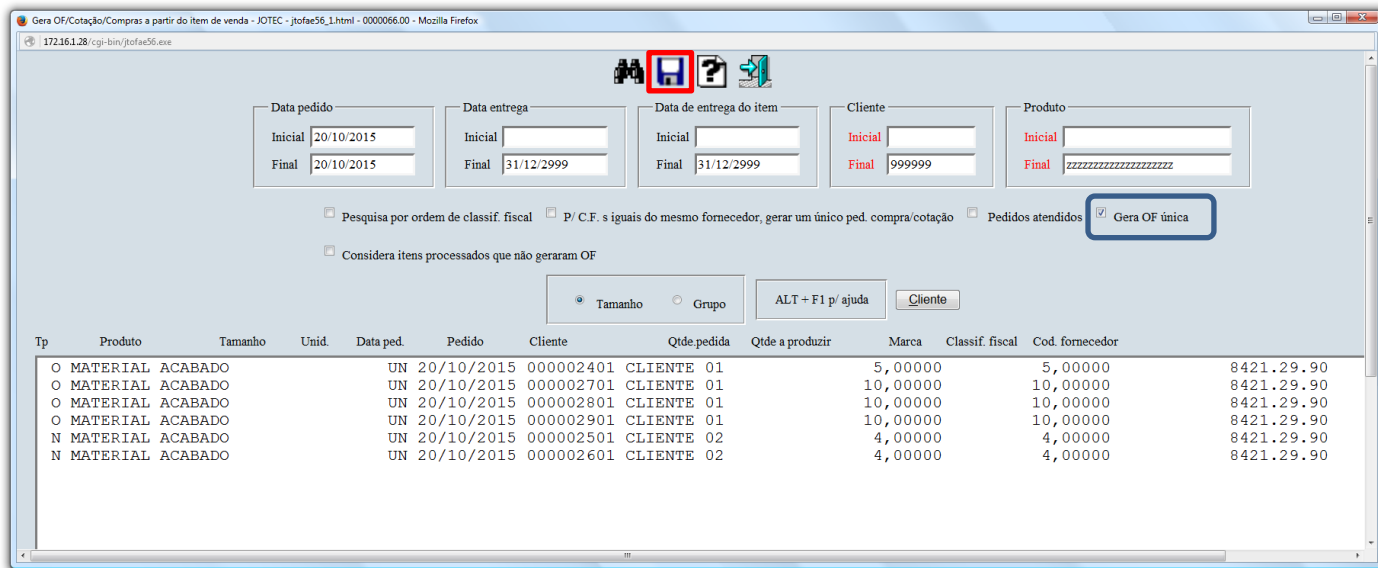 Gera OF/Cotação/Compras a partir do item de venda - JOTEC - jtofae56_1.html - 0000066.00 - Mozilla Firefox
172.16.1.28/cgi-bin/jtofae56.exe
Data pedido Data entrega Data de entrega do item Cliente Produto
Inicial 20/10/2015 Inicial Inicial Inicial Inicial
Final 20/10/2015 Final 31/12/2999 Final 31/12/2999 Final 999999 Final zzzzzzzzzzzzzzzzzzzz
Pesquisa por ordem de classif. fiscal P/ C.F. s iguais do mesmo fornecedor, gerar um único ped. compra/cotação Pedidos atendidos Gera OF única
Considera itens processados que não geraram OF
Tamanho Grupo ALT + F1 p/ ajuda Cliente
Tp Produto Tamanho Unid. Data ped. Pedido Cliente Qtde.pedida Qtde a produzir Marca Classif. fiscal Cod. fornecedor
O MATERIAL ACABADO UN 20/10/2015 000002401 CLIENTE 01 5,00000 5,00000 8421.29.90
O MATERIAL ACABADO UN 20/10/2015 000002701 CLIENTE 01 10,00000 10,00000 8421.29.90
O MATERIAL ACABADO UN 20/10/2015 000002801 CLIENTE 01 10,00000 10,00000 8421.29.90
O MATERIAL ACABADO UN 20/10/2015 000002901 CLIENTE 01 10,00000 10,00000 8421.29.90
N MATERIAL ACABADO UN 20/10/2015 000002501 CLIENTE 02 4,00000 4,00000 8421.29.90
N MATERIAL ACABADO UN 20/10/2015 000002601 CLIENTE 02 4,00000 4,00000 8421.29.90